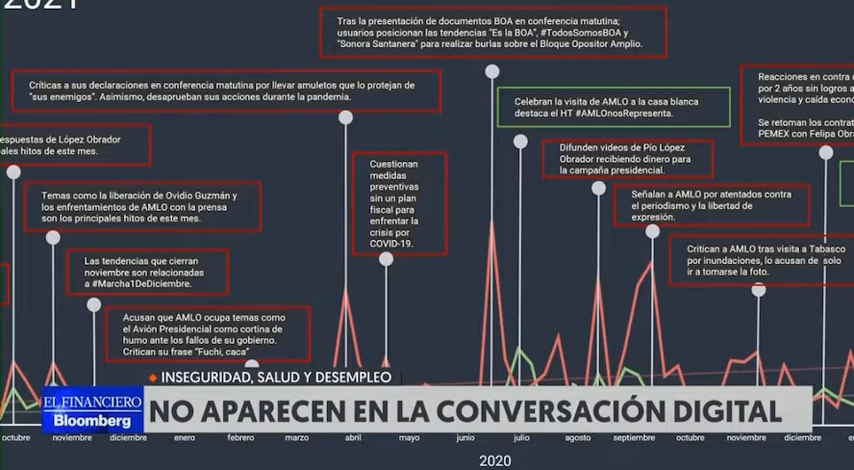 2021
Tras la presentación de documentos BOA en conferencia matutina;
usuarios posicionan las tendencias "Es la BOA", #TodosSomosBOA y
"Sonora Santanera" para realizar burlas sobre el Bloque Opositor Amplio.
Críticas a sus declaraciones en conferencia matutina por llevar amuletos que lo protejan de
"sus enemigos". Asimismo, desaprueban sus acciones durante la pandemia.
Celebran la visita de AMLO a la casa blanca
destaca el HT #AMLOnosRepresenta.
Reacciones en contra
por 2 años sin logros
violencia y caída
Se retoman los
PEMEX con Felipe
espuestas de López Obrador
ales hitos de este mes.
Cuestionan
medidas
preventivas
sin un plan
fiscal para
enfrentar la
crisis por
COVID-19.
Difunden videos de Pío López
Obrador recibiendo dinero para
la campaña presidencial.
Temas como la liberación de Ovidio Guzmán y
los enfrentamientos de AMLO con la prensa
son los principales hitos de este mes.
Señalan a AMLO por atentados contra
el periodismo y la libertad de
expresión.
Las tendencias que cierran
noviembre son relacionadas
a #Marcha1DeDiciembre.
Critican a AMLO tras visita a Tabasco
por inundaciones, lo acusan de solo
ir a tomarse la foto.
Acusan que AMLO ocupa temas como
el Avión Presidencial como cortina de
humo ante los fallos de su gobierno.
Critican su frase "Fuchi, caca"
INSEGURIDAD, SALUD Y DESEMPLEO
EL FINANCIERO
Bloomberg
NO APARECEN EN LA CONVERSACIÓN DIGITAL
octubre noviembre diciembre enero febrero marzo abril mayo junio julio agosto septiembre octubre noviembre diciembre
2020